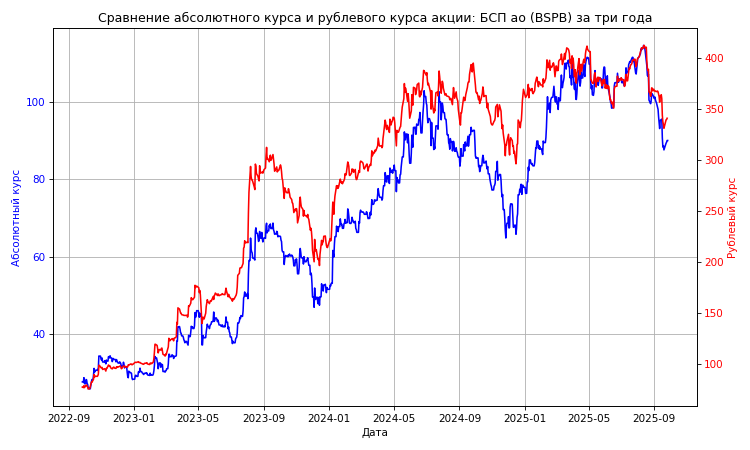 Сравнение абсолютного курса и рублевого курса акции: БСП ао (BSPB) за три года
Абсолютный курс
100
80
60
40
400
350
300
250
200
150
100
Рублевый курс
2022-09 2023-01 2023-05 2023-09 2024-01 2024-05 2024-09 2025-01 2025-05 2025-09
Дата